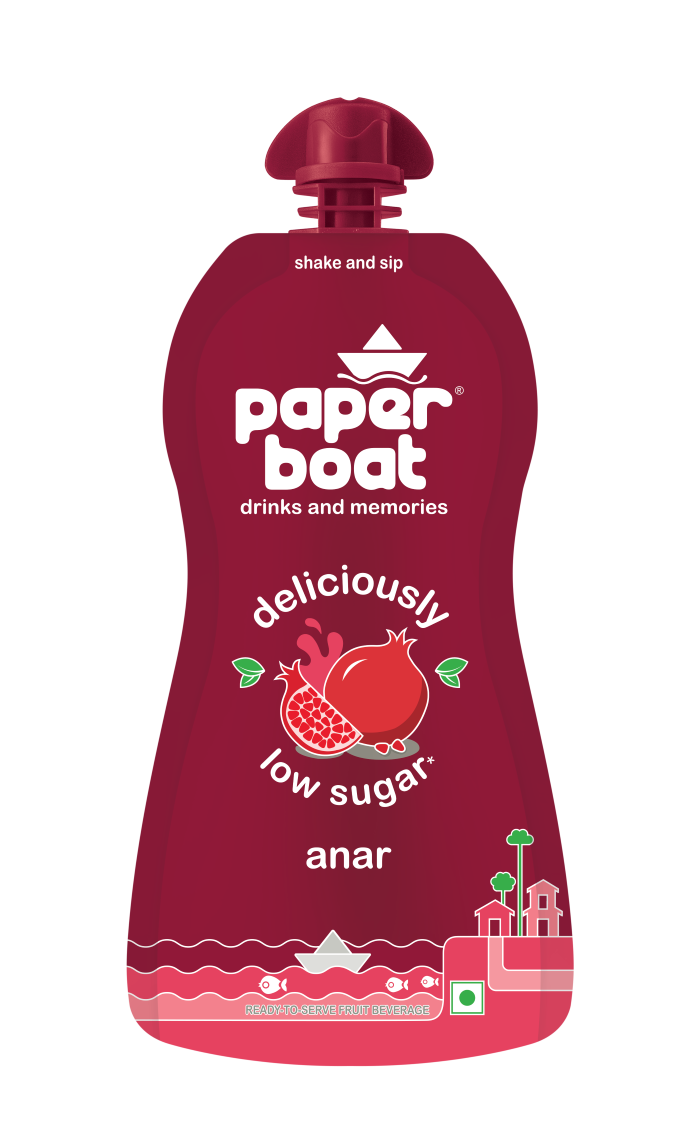 shake and sip
paper®
boat
drinks and memories
deliciously
low sugar*
anar
READY-TO-SERVE FRUIT BEVERAGE